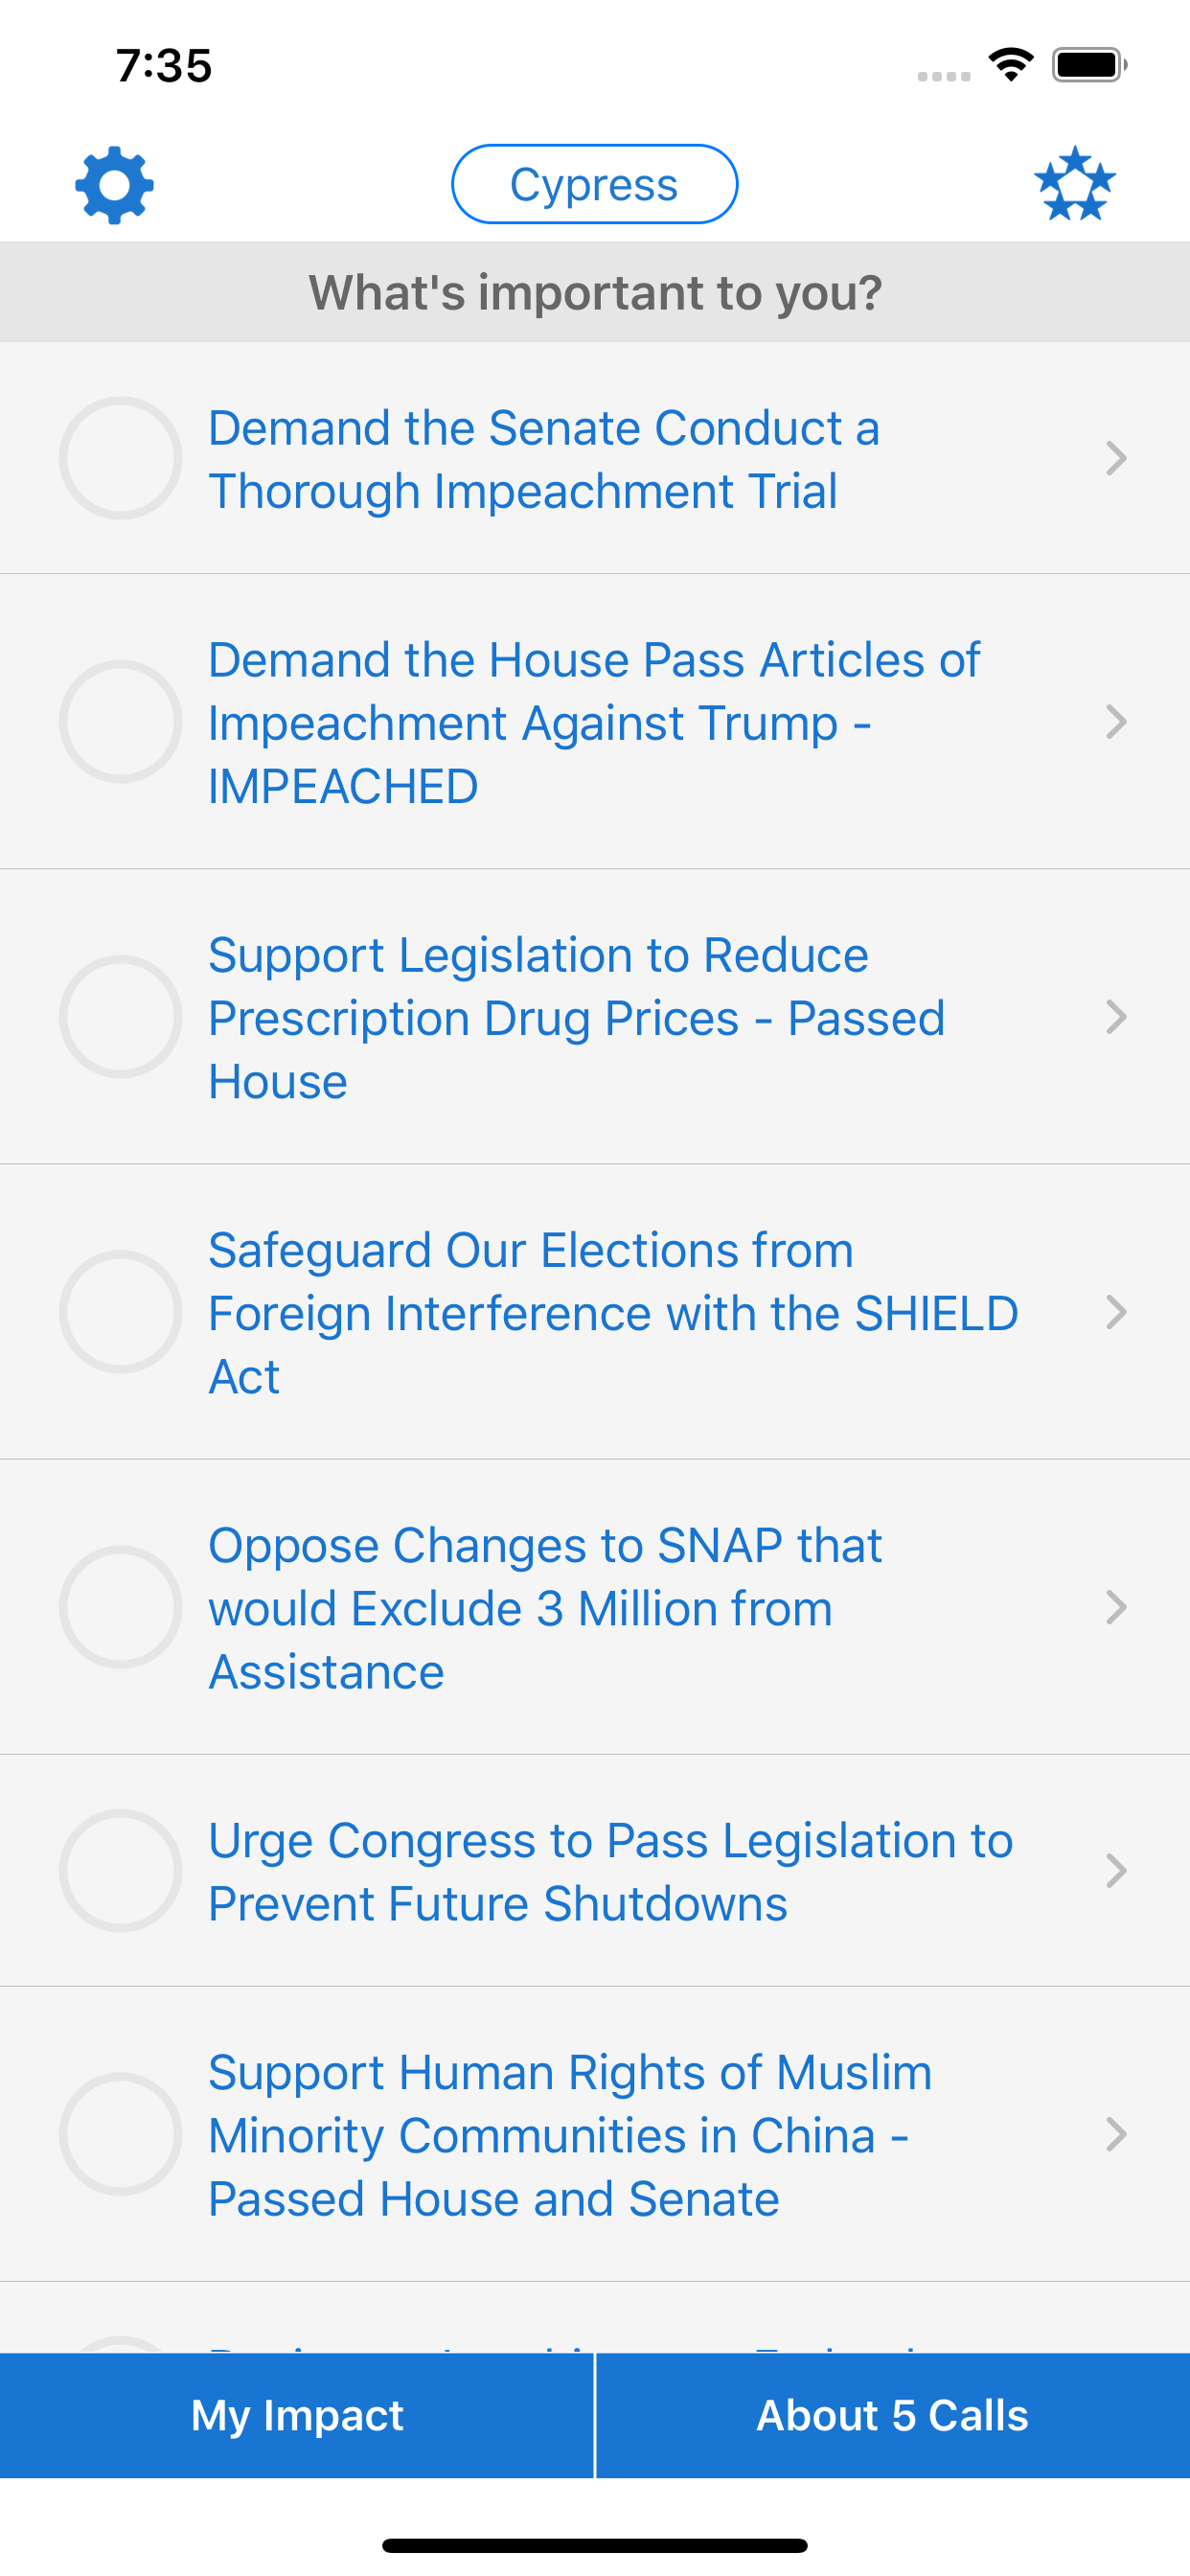 7:35
Cypress
What's important to you?
Demand the Senate Conduct a
Thorough Impeachment Trial
Demand the House Pass Articles of
Impeachment Against Trump -
IMPEACHED
Support Legislation to Reduce
Prescription Drug Prices - Passed
House
Safeguard Our Elections from
Foreign Interference with the SHIELD
Act
Oppose Changes to SNAP that
would Exclude 3 Million from
Assistance
Urge Congress to Pass Legislation to
Prevent Future Shutdowns
Support Human Rights of Muslim
Minority Communities in China -
Passed House and Senate
My Impact
About 5 Calls